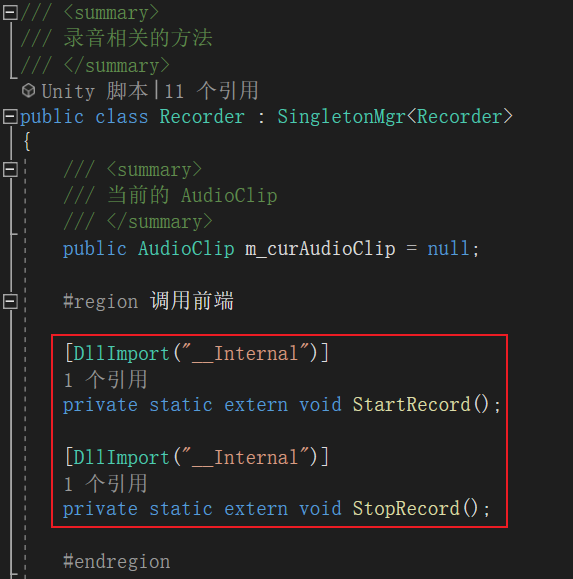 /// <summary>
/// 录音相关的方法
/// </summary>
Unity 脚本|11 个引用
public class Recorder : SingletonMgr<Recorder>
{
/// <summary>
/// 当前的 AudioClip
/// </summary>
public AudioClip m_curAudioClip = null;
#region 调用前端
[DllImport("__Internal")]
1 个引用
private static extern void StartRecord();
[DllImport("__Internal")]
1 个引用
private static extern void StopRecord();
#endregion